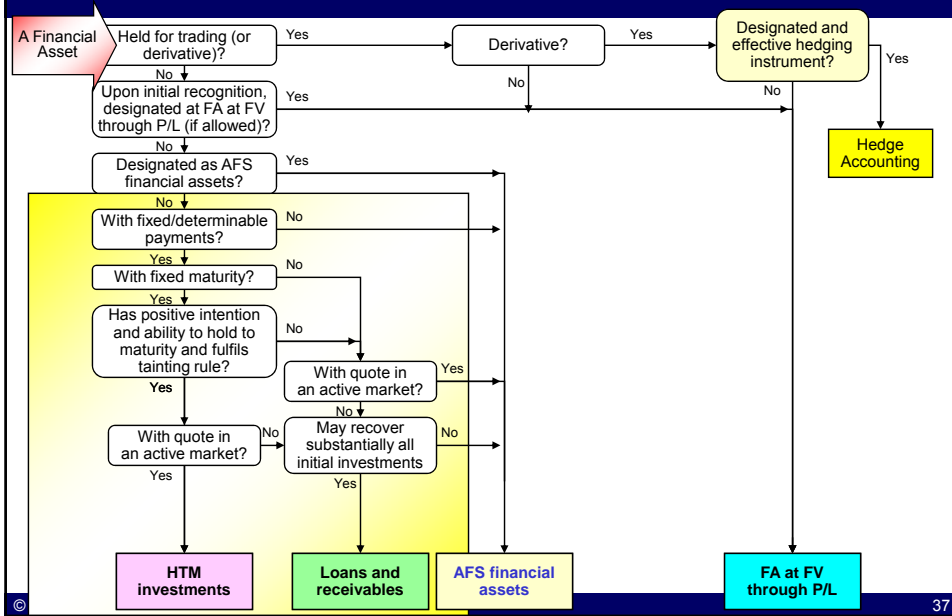 A Financial
Asset
Held for trading (or
derivative)?
Yes
Derivative?
Yes
Designated and
effective hedging
instrument?
Yes
No
No
No
Upon initial recognition,
designated at FA at FV
through P/L (if allowed)?
Yes
Hedge
Accounting
No
Designated as AFS
financial assets?
Yes
No
With fixed/determinable
payments?
No
Yes
With fixed maturity?
No
Yes
Has positive intention
and ability to hold to
maturity and fulfils
tainting rule?
No
Yes
With quote in
an active market?
Yes
No
With quote in
an active market?
No
May recover
substantially all
initial investments
No
Yes
Yes
HTM
investments
Loans and
receivables
AFS financial
assets
FA at FV
through P/L
©
37